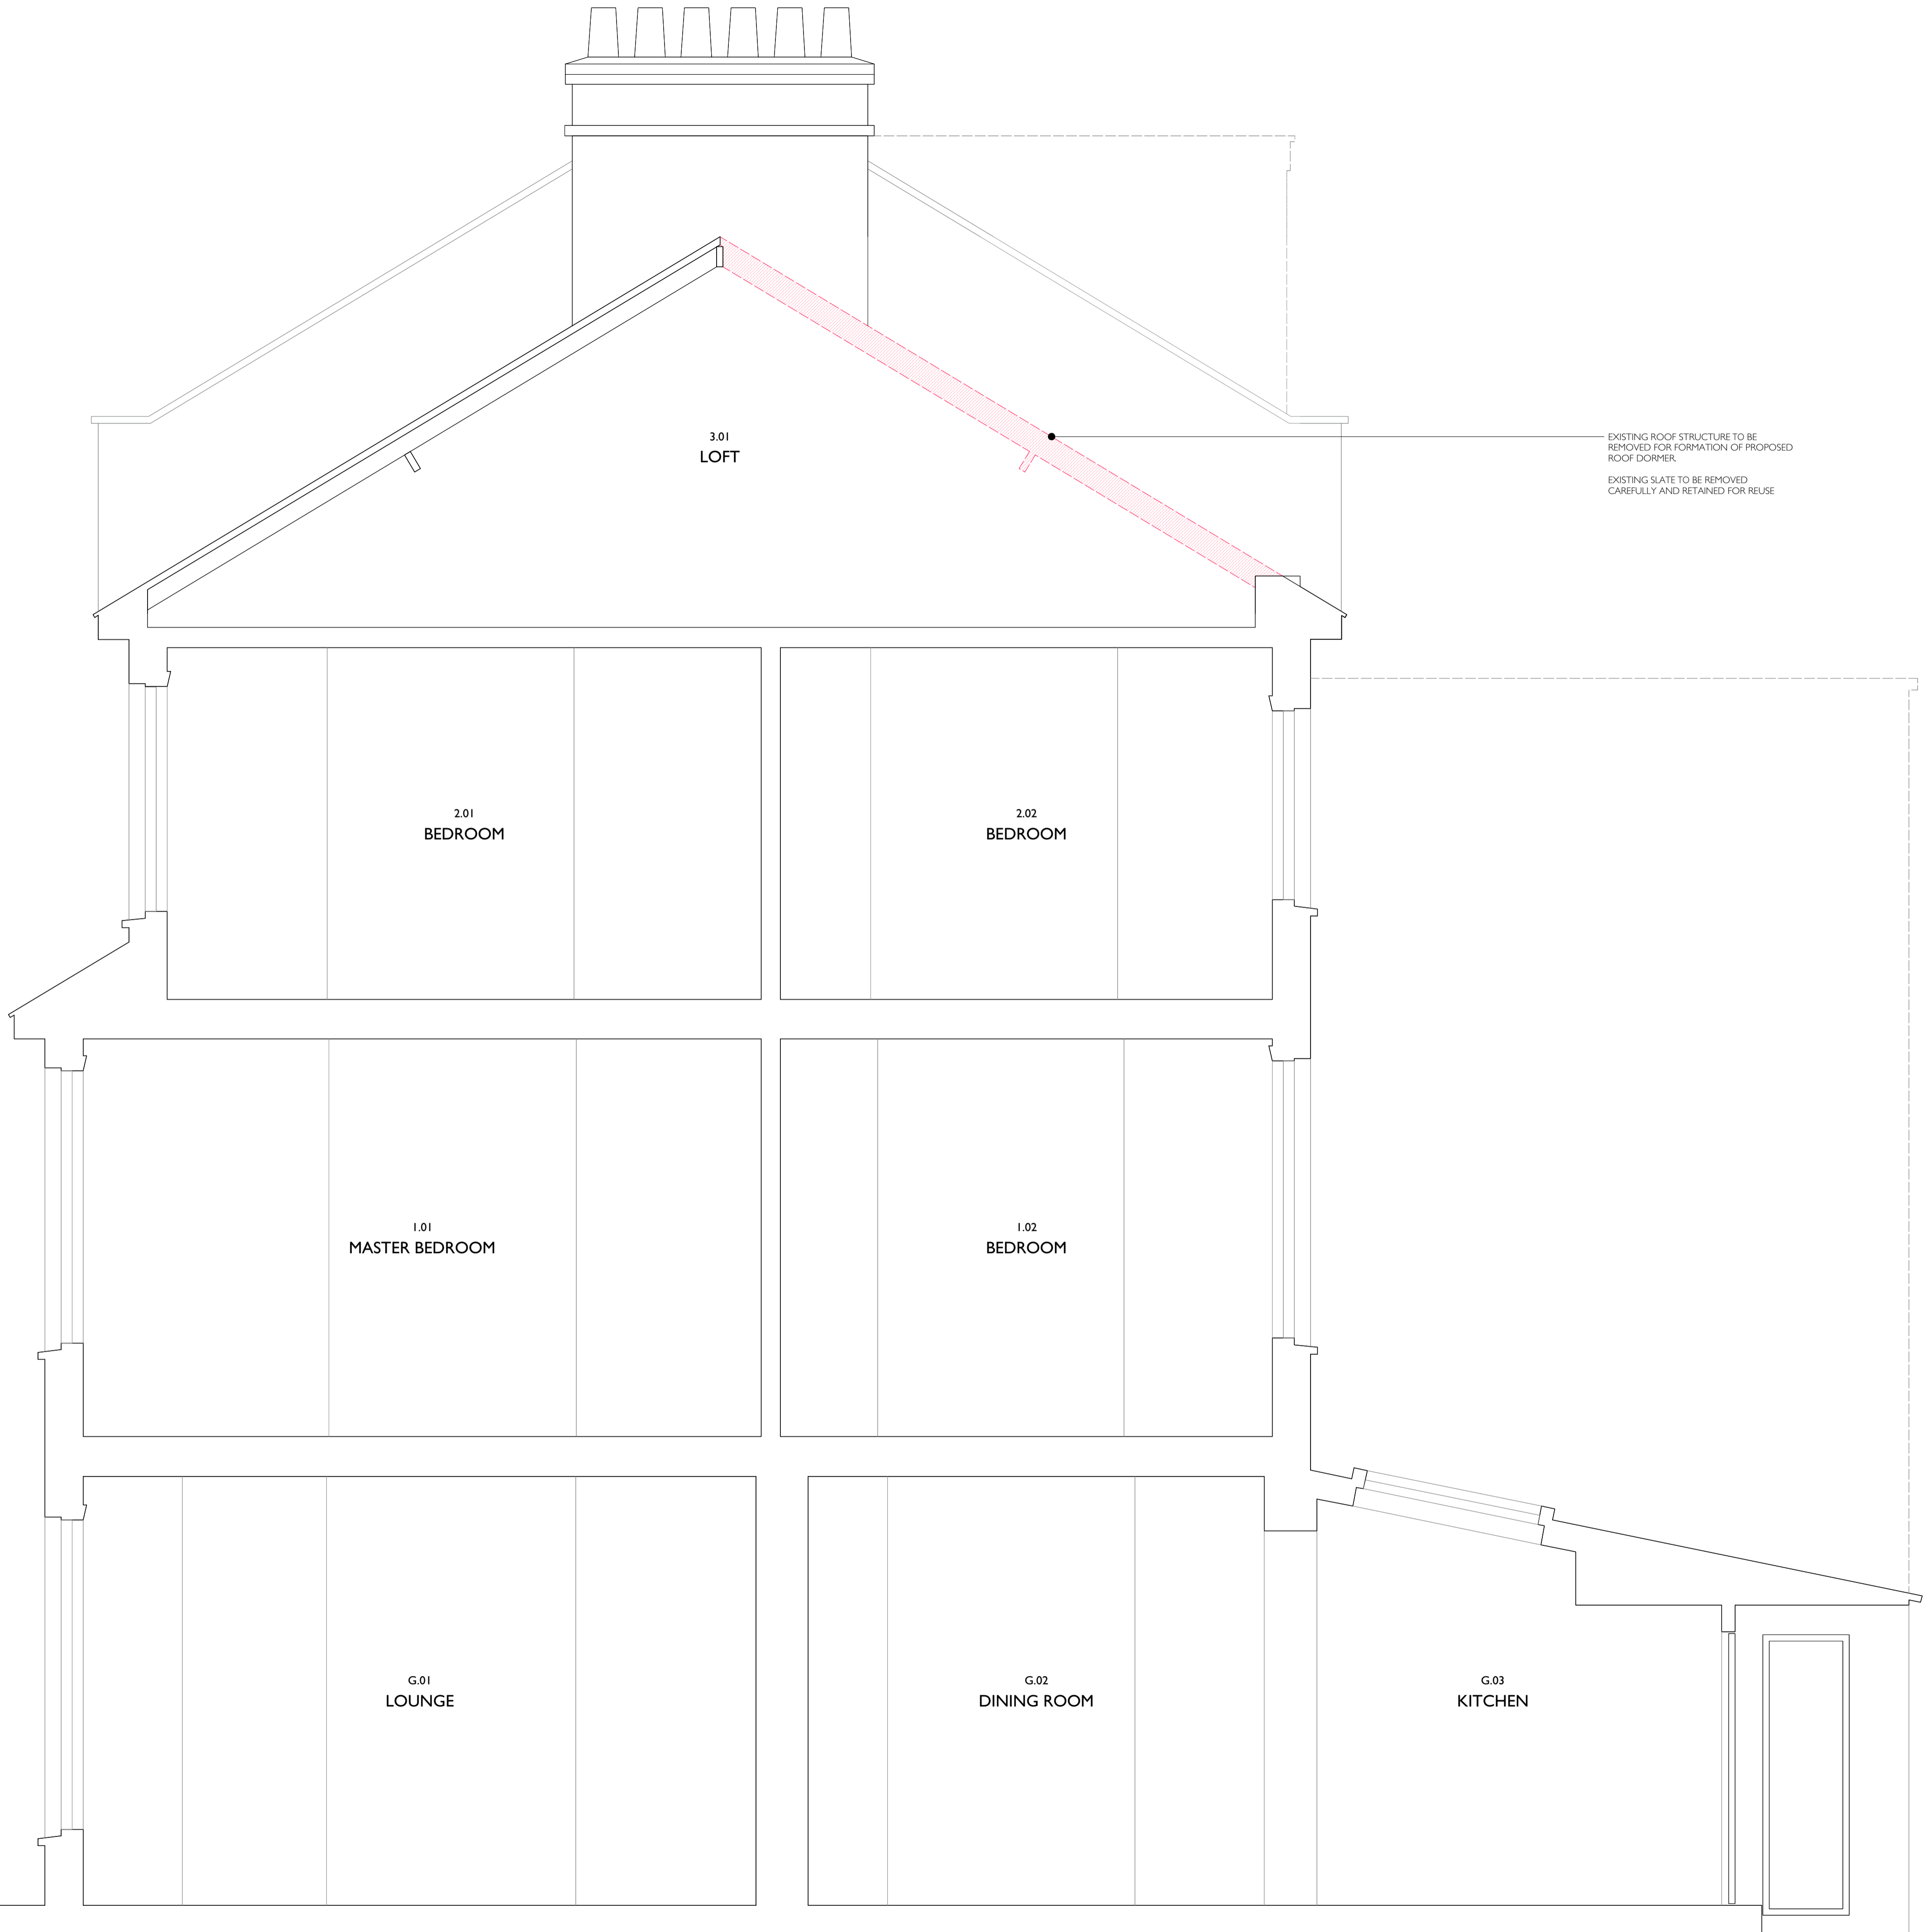 3.01
LOFT
EXISTING ROOF STRUCTURE TO BE
REMOVED FOR FORMATION OF PROPOSED
ROOF DORMER.
EXISTING SLATE TO BE REMOVED
CAREFULLY AND RETAINED FOR REUSE
2.01
BEDROOM
2.02
BEDROOM
1.01
MASTER BEDROOM
1.02
BEDROOM
G.01
LOUNGE
G.02
DINING ROOM
G.03
KITCHEN